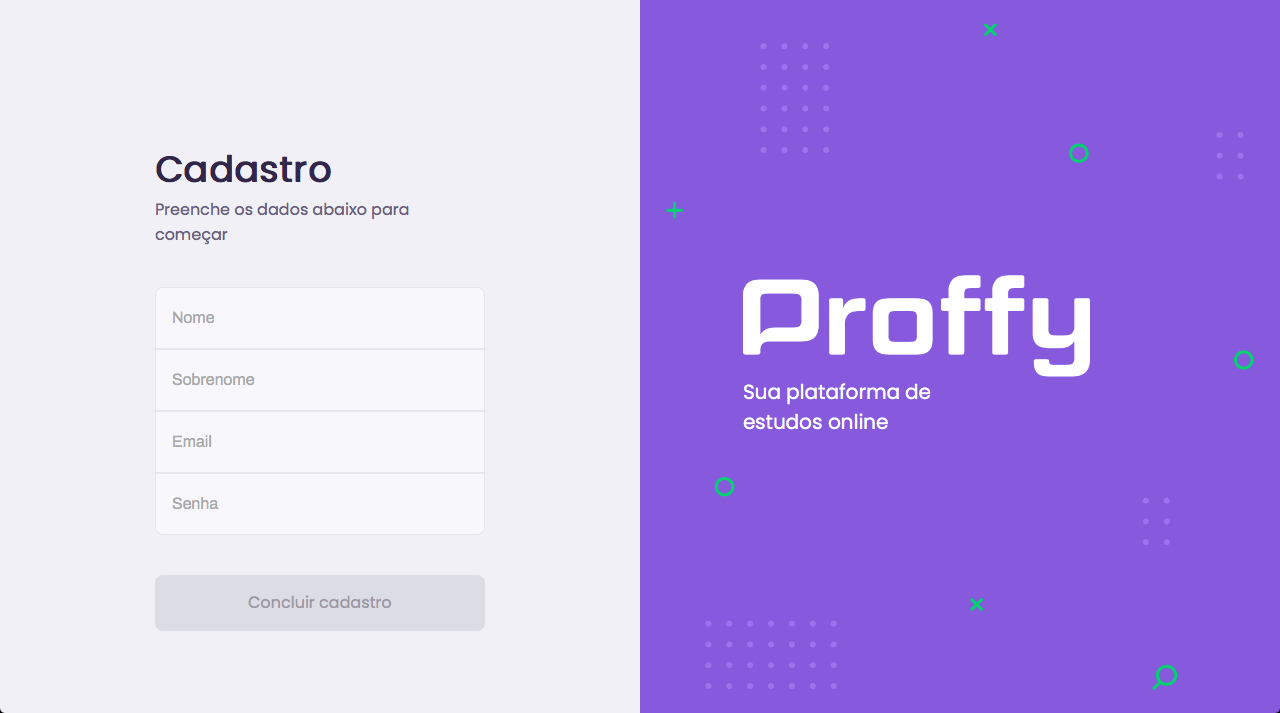 Cadastro
Preenche os dados abaixo para
começar
Nome
Sobrenome
Email
Senha
Concluir cadastro
Proffy
Sua plataforma de
estudos online